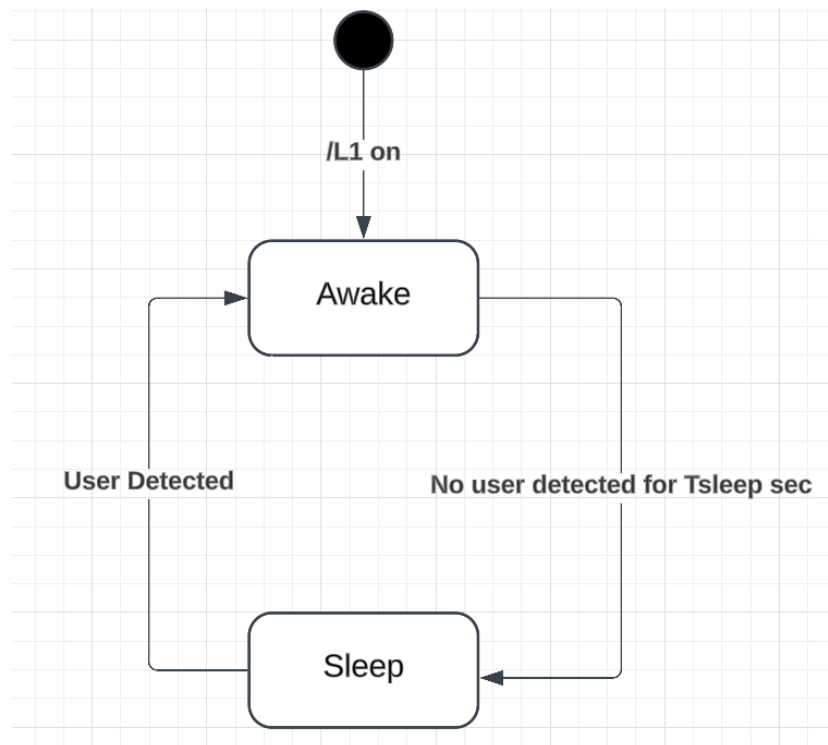 /L1 on
Awake
User Detected
No user detected for Tsleep sec
Sleep